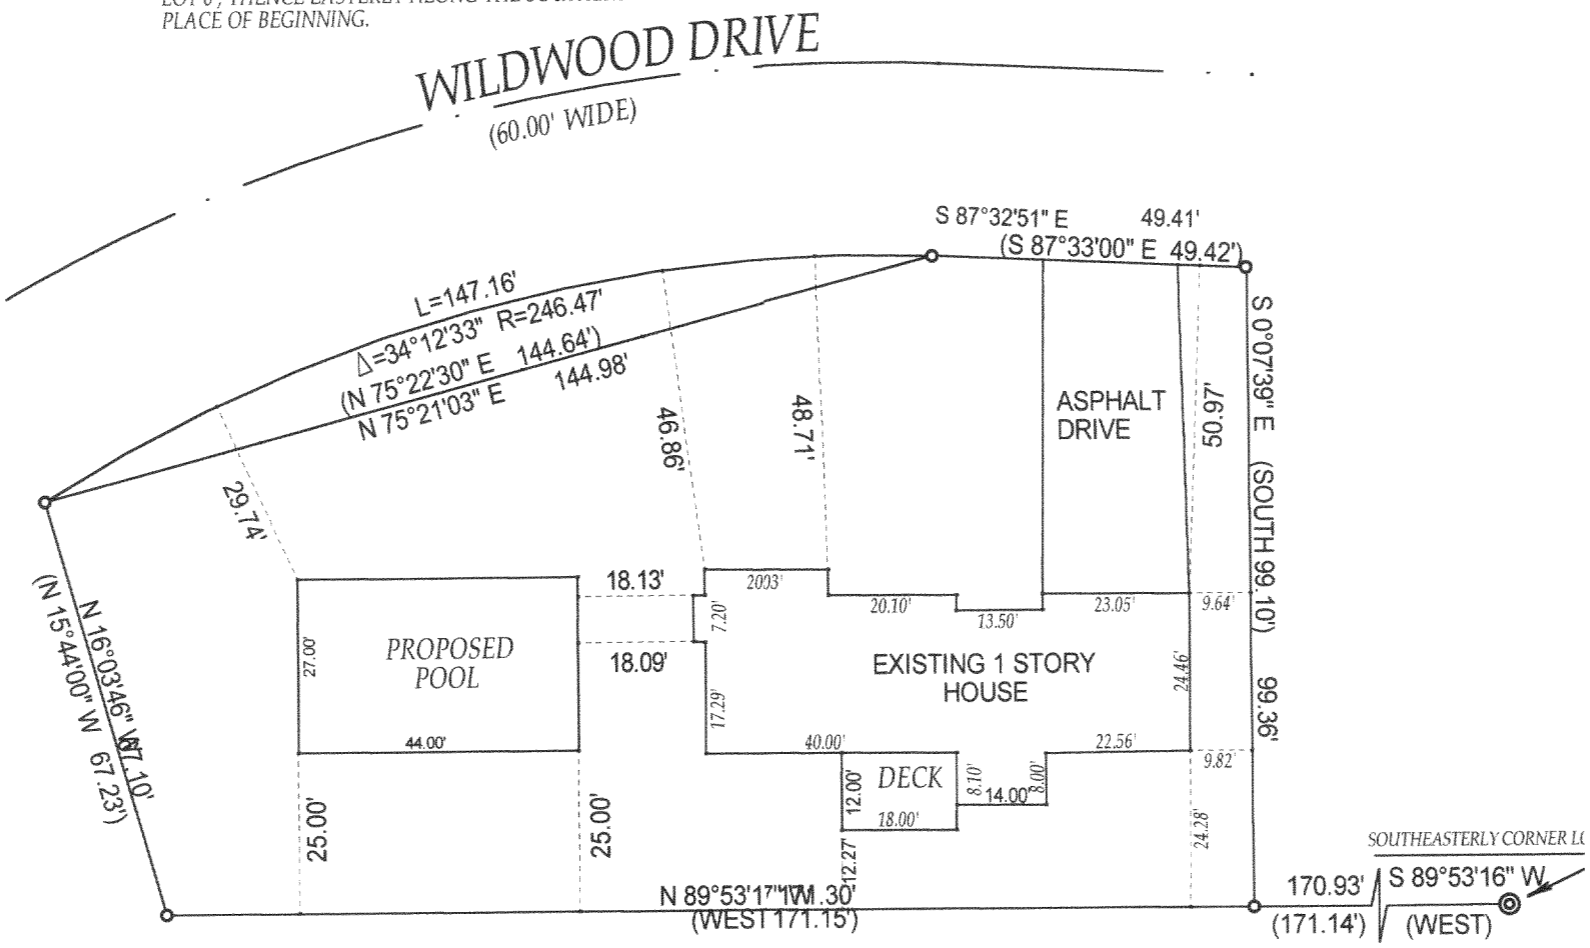 PLACE OF BEGINNING.
WILDWOOD DRIVE
(60.00' WIDE)
S 87°32'51" E 49.41'
(S 87°33'00" E 49.42')
L=147.16'
Δ=34°12'33" R=246.47'
(N 75°22'30" E 144.64')
N 75°21'03" E 144.98'
29.74'
46.86'
48.71'
ASPHALT
DRIVE
50.97'
S 0°07'39" E (SOUTH 99.10') 99.36'
N 16°03'46" W 67.10'
(N 15°44'00" W 67.23')
18.13'
18.09'
2003'
7.20'
20.10'
13.50'
23.05'
9.64'
27.00'
PROPOSED
POOL
44.00'
17.29'
EXISTING 1 STORY
HOUSE
24.46'
40.00'
22.56'
9.82'
DECK
12.00'
18.00'
8.10'
14.00'
8.00'
25.00'
25.00'
12.27'
24.28'
N 89°53'17" W 171.30'
(WEST 171.15')
SOUTHEASTERLY CORNER
170.93' S 89°53'16" W
(171.14') (WEST)